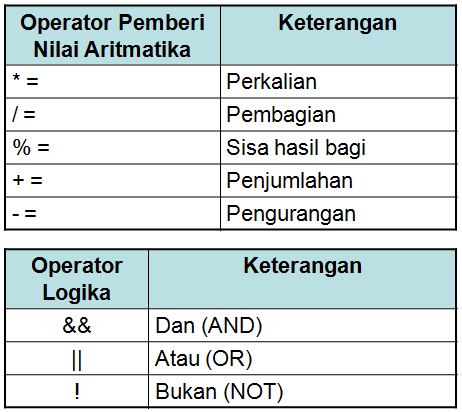 Operator Pemberi Nilai Aritmatika Keterangan
* = Perkalian
/ = Pembagian
% = Sisa hasil bagi
+ = Penjumlahan
- = Pengurangan
Operator Logika Keterangan
&& Dan (AND)
|| Atau (OR)
! Bukan (NOT)